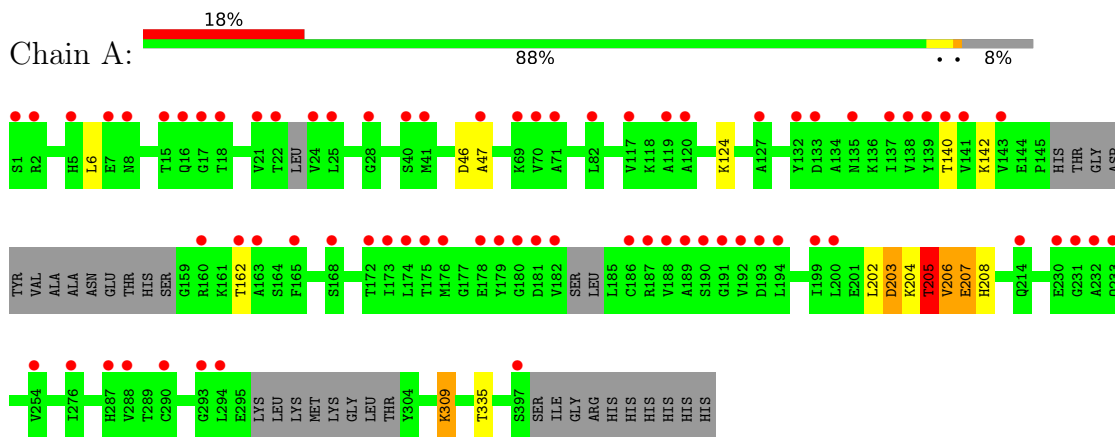 18%
Chain A:
88%
• •
8%
S1 R2 H5 L6 E7 N8 T15 Q16 G17 T18 V21 T22 LEU V24 L25 G28 S40 M41 D46 A47 K69 V70 A71 L82 V117 K118 A119 A120 K124 A127 Y132 D133 A134 N135 K136 I137 V138 Y139 T140 V141 K142 V143 E144 P145 HIS THR GLY ASP
TYR VAL ALA ALA ASN GLU THR HIS SER G159 R160 K161 T162 A163 S164 F165 S168 T172 I173 L174 T175 M176 G177 E178 Y179 G180 D181 V182 SER LEU L185 C186 R187 V188 A189 S190 G191 V192 D193 L194 I199 L200 E201 L202 D203 K204 T205 V206 E207 H208 Q214 E230 G231 A232
V254 I276 H287 V288 T289 C290 G293 L294 E295 LYS LEU LYS MET LYS GLY LEU THR Y304 K309 T335 S397 SER ILE GLY ARG HIS HIS HIS HIS HIS HIS